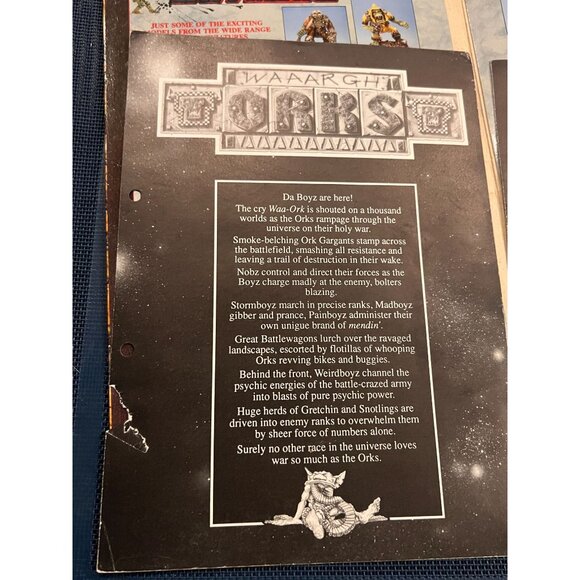 JUST SOME OF THE EXCITING
MODELS FROM THE WIDE RANGE
WAAARGH:
ORKS
Da Boyz are here!
The cry Waa-Ork is shouted on a thousand
worlds as the Orks rampage through the
universe on their holy war.
Smoke-belching Ork Gargants stamp across
the battlefield, smashing all resistance and
leaving a trail of destruction in their wake.
Nobz control and direct their forces as the
Boyz charge madly at the enemy, bolters
blazing.
Stormboyz march in precise ranks, Madboyz
gibber and prance, Painboyz administer their
own unigue brand of mendin'.
Great Battlewagons lurch over the ravaged
landscapes, escorted by flotillas of whooping
Orks revving bikes and buggies.
Behind the front, Weirdboyz channel the
psychic energies of the battle-crazed army
into blasts of pure psychic power.
Huge herds of Gretchin and Snotlings are
driven into enemy ranks to overwhelm them
by sheer force of numbers alone.
Surely no other race in the universe loves
war so much as the Orks.